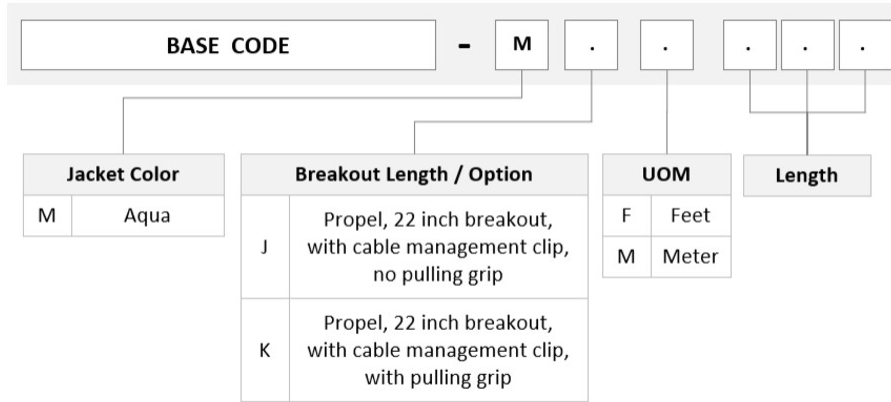 BASE CODE - M . . . . .
Jacket Color
M Aqua
Breakout Length / Option
J Propel, 22 inch breakout,
with cable management clip,
no pulling grip
K Propel, 22 inch breakout,
with cable management clip,
with pulling grip
UOM
F Feet
M Meter
Length